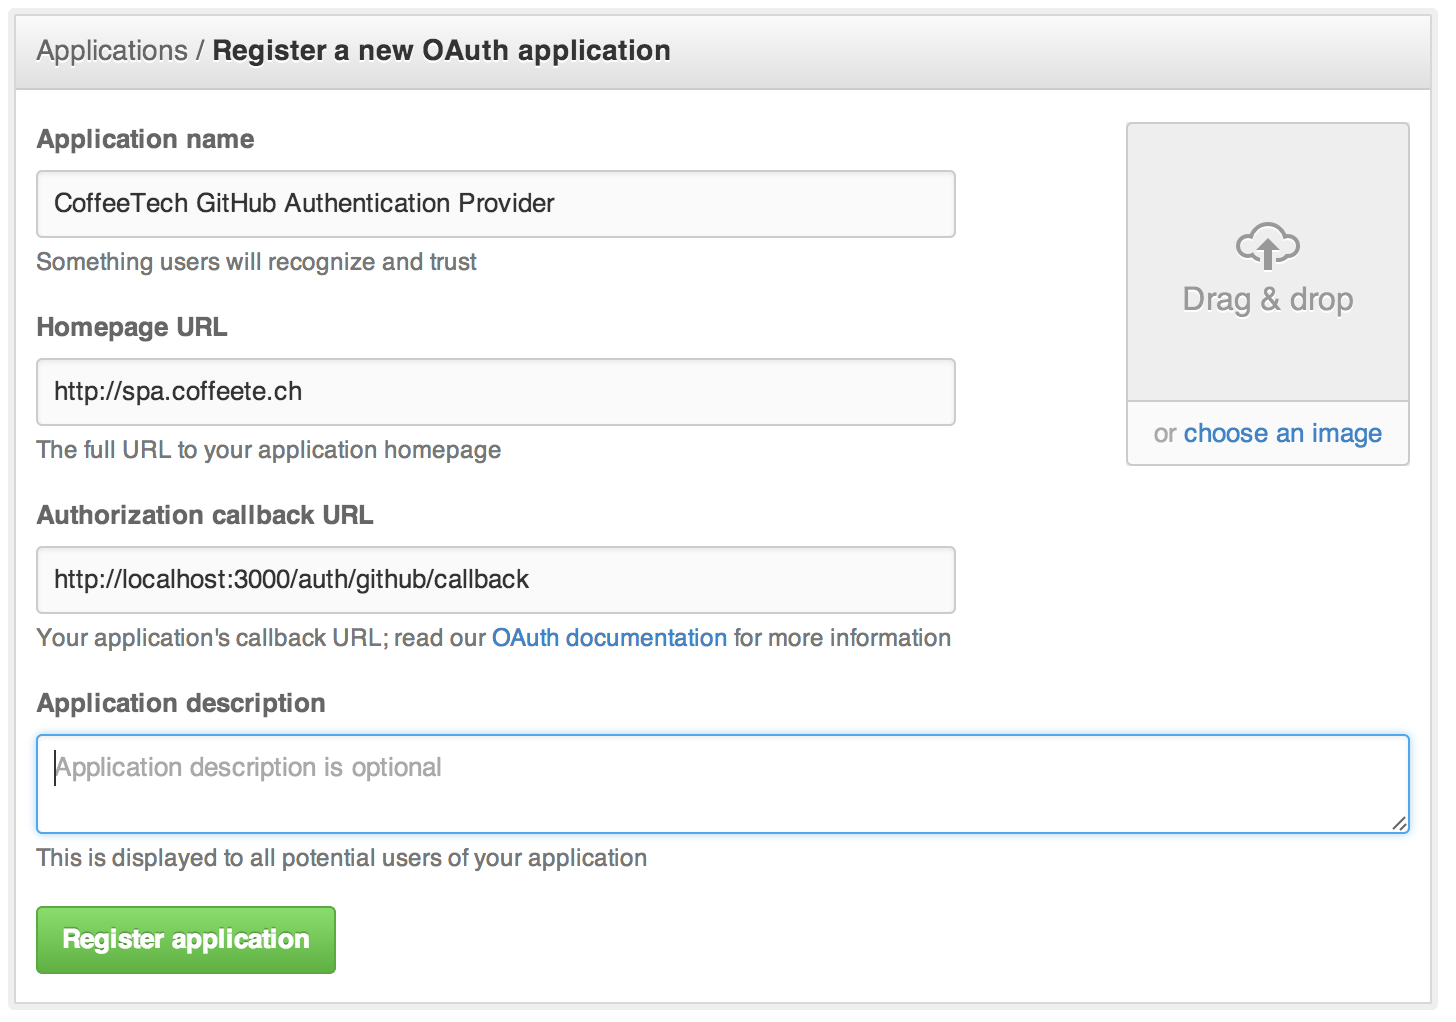 Applications / Register a new OAuth application
Application name
CoffeeTech GitHub Authentication Provider
Something users will recognize and trust
Homepage URL
http://spa.coffeete.ch
The full URL to your application homepage
Drag & drop
or choose an image
Authorization callback URL
http://localhost:3000/auth/github/callback
Your application's callback URL; read our OAuth documentation for more information
Application description
Application description is optional
This is displayed to all potential users of your application
Register application